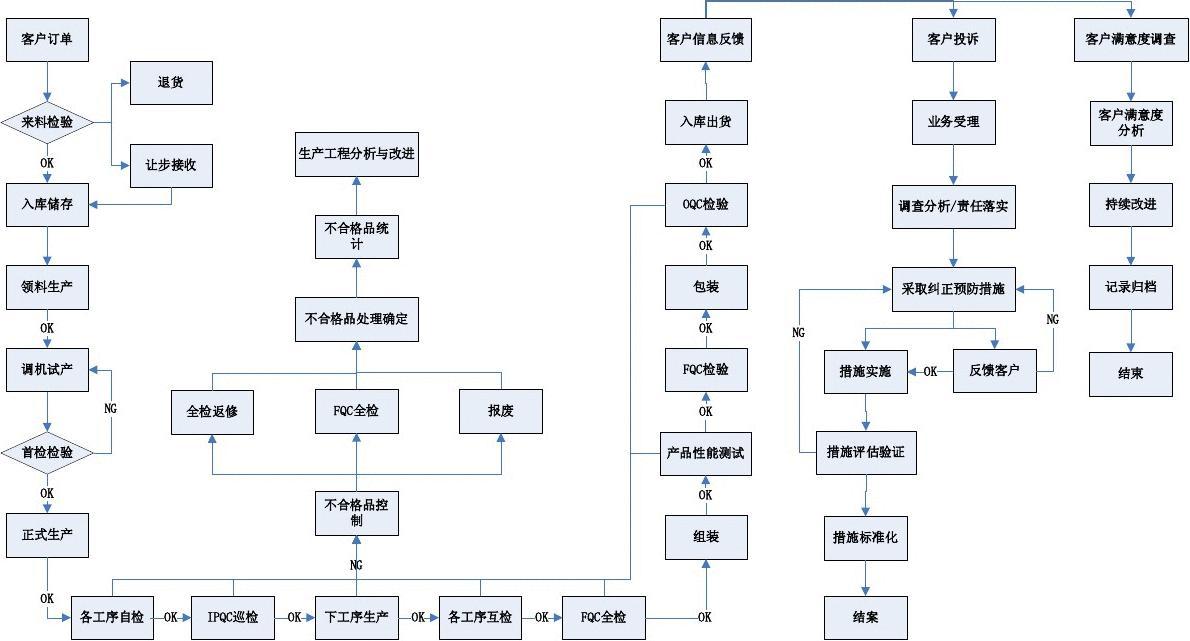 客户订单
来料检验
退货
OK
让步接收
入库储存
领料生产
OK
调机试产
NG
首检检验
OK
正式生产
OK
各工序自检
OK
IPQC巡检
OK
下工序生产
OK
各工序互检
OK
FQC全检
OK
NG
不合格品控
制
全检返修
FQC全检
报废
不合格品处理确定
不合格品统
计
生产工程分析与改进
组装
OK
产品性能测试
OK
FQC检验
OK
包装
OK
OQC检验
OK
入库出货
客户信息反馈
客户投诉
业务受理
调查分析/责任落实
采取纠正预防措施
NG
NG
措施实施
OK
反馈客户
措施评估验证
措施标准化
结案
客户满意度调查
客户满意度
分析
持续改进
记录归档
结束